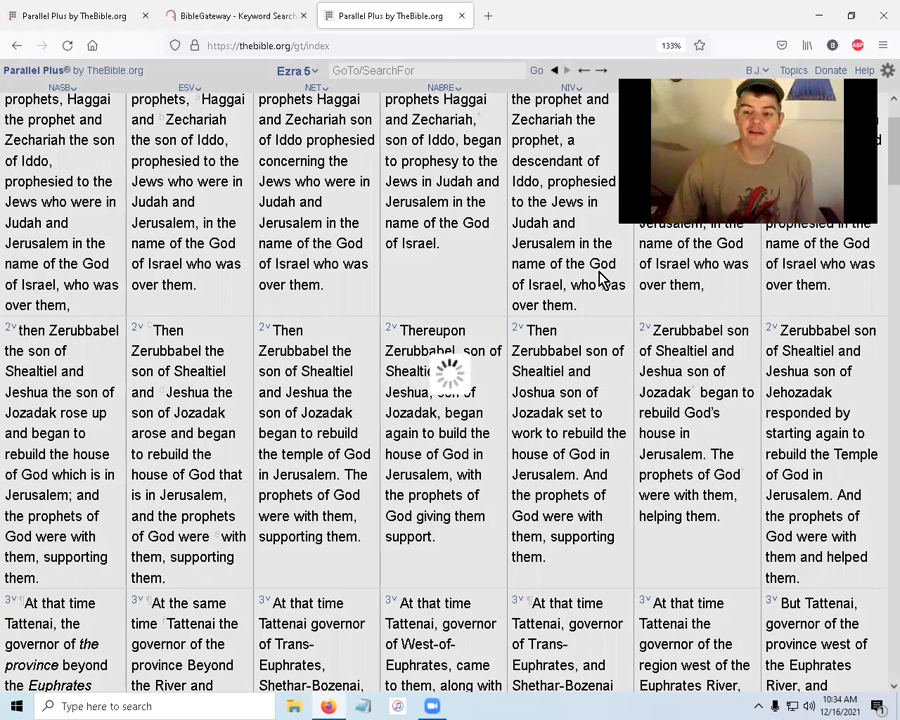 Parallel Plus by TheBible.org
BibleGateway - Keyword Search
Parallel Plus by TheBible.org
https://thebible.org/gt/index
133%
Parallel Plus® by TheBible.org
Ezra 5
GoTo/SearchFor
Go
B.J.
Topics
Donate
Help
NASB
ESV
NET
NABRE
NIV
prophets, Haggai
the prophet and
Zechariah the son
of Iddo,
prophesied to the
Jews who were in
Judah and
Jerusalem in the
name of the God
of Israel, who was
over them,
prophets, Haggai
and Zechariah
the son of Iddo,
prophesied to the
Jews who were in
Judah and
Jerusalem, in the
name of the God
of Israel who was
over them.
prophets Haggai
and Zechariah son
of Iddo prophesied
concerning the
Jews who were in
Judah and
Jerusalem in the
name of the God
of Israel who was
over them.
prophets Haggai
and Zechariah,
son of Iddo, began
to prophesy to the
Jews in Judah and
Jerusalem in the
name of the God
of Israel.
the prophet and
Zechariah the
prophet, a
descendant of
Iddo, prophesied
to the Jews in
Judah and
Jerusalem in the
name of the God
of Israel, who was
over them.
Jerusalem, in the
name of the God
of Israel who was
over them,
prophesied in the
name of the God
of Israel who was
over them.
2v then Zerubbabel
the son of
Shealtiel and
Jeshua the son of
Jozadak rose up
and began to
rebuild the house
of God which is in
Jerusalem; and
the prophets of
God were with
them, supporting
them.
2v Then
Zerubbabel the
son of Shealtiel
and Jeshua the
son of Jozadak
arose and began
to rebuild the
house of God that
is in Jerusalem,
and the prophets
of God were with
them, supporting
them.
2v Then
Zerubbabel the
son of Shealtiel
and Jeshua the
son of Jozadak
began to rebuild
the temple of God
in Jerusalem. The
prophets of God
were with them,
supporting them.
2v Thereupon
Zerubbabel, son of
Jeshua, son of
Jozadak, began
again to build the
house of God in
Jerusalem, with
the prophets of
God giving them
support.
2v Then
Zerubbabel son of
Shealtiel and
Joshua son of
Jozadak set to
work to rebuild the
house of God in
Jerusalem. And
the prophets of
God were with
them, supporting
them.
2v Zerubbabel son
of Shealtiel and
Jeshua son of
Jozadak began to
rebuild God’s
house in
Jerusalem. The
prophets of God
were with them,
helping them.
2v Zerubbabel son
of Shealtiel and
Jeshua son of
Jehozadak
responded by
starting again to
rebuild the Temple
of God in
Jerusalem. And
the prophets of
God were with
them and helped
them.
3v At that time
Tattenai, the
governor of the
province beyond
the Euphrates
3v At the same
time Tattenai the
governor of the
province Beyond
the River and
3v At that time
Tattenai governor
of Trans-
Euphrates,
Shethar-Bozenai,
3v At that time
Tattenai, governor
of West-of-
Euphrates, came
to them, along with
3v At that time
Tattenai, governor
of Trans-
Euphrates, and
Shethar-Bozenai
3v At that time
Tattenai the
governor of the
region west of the
Euphrates River,
3v But Tattenai,
governor of the
province west of
the Euphrates
River, and
Type here to search
10:34 AM
12/16/2021